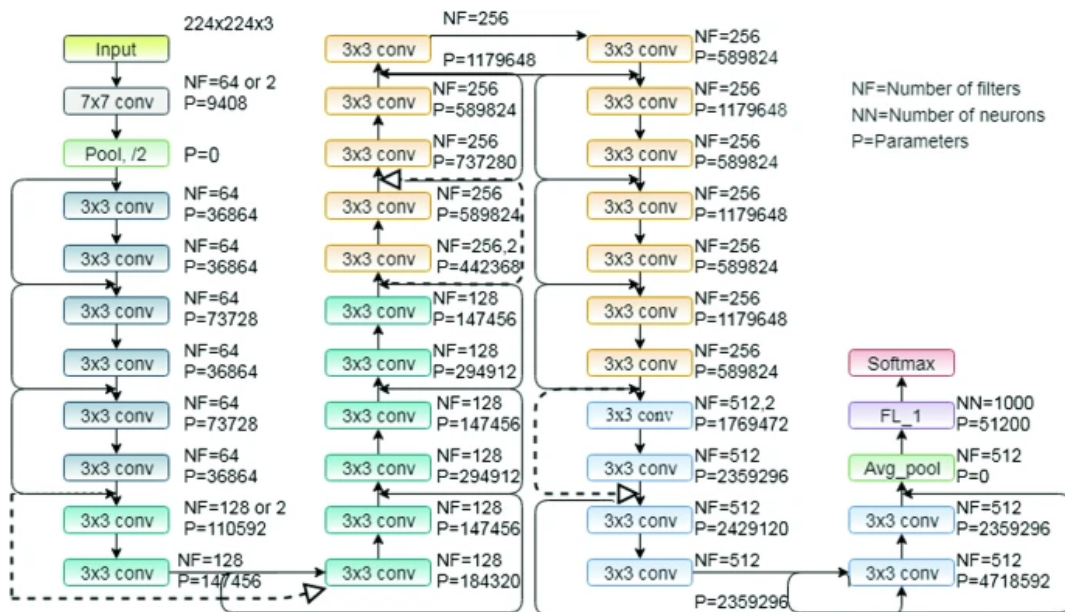 224x224x3
Input
NF=64 or 2
7x7 conv
P=9408
Pool, /2
P=0
NF=64
3x3 conv
P=36864
NF=64
3x3 conv
P=36864
NF=64
3x3 conv
P=73728
NF=64
3x3 conv
P=36864
NF=64
3x3 conv
P=73728
NF=64
3x3 conv
P=36864
NF=128 or 2
3x3 conv
P=110592
NF=128
3x3 conv
P=147456
NF=256
3x3 conv
P=1179648
NF=256
3x3 conv
P=589824
NF=256
3x3 conv
P=737280
NF=256
3x3 conv
P=589824
NF=256,2
3x3 conv
P=442368
NF=128
3x3 conv
P=147456
NF=128
3x3 conv
P=294912
NF=128
3x3 conv
P=147456
NF=128
3x3 conv
P=294912
NF=128
3x3 conv
P=147456
NF=128
3x3 conv
P=184320
NF=256
3x3 conv
P=589824
NF=256
3x3 conv
P=1179648
NF=256
3x3 conv
P=589824
NF=256
3x3 conv
P=1179648
NF=256
3x3 conv
P=589824
NF=256
3x3 conv
P=1179648
NF=256
3x3 conv
P=589824
NF=512,2
3x3 conv
P=1769472
NF=512
3x3 conv
P=2359296
NF=512
3x3 conv
P=2429120
NF=512
3x3 conv
P=2359296
NF=Number of filters
NN=Number of neurons
P=Parameters
Softmax
NN=1000
FL_1
P=51200
NF=512
Avg_pool
P=0
NF=512
3x3 conv
P=2359296
NF=512
3x3 conv
P=4718592